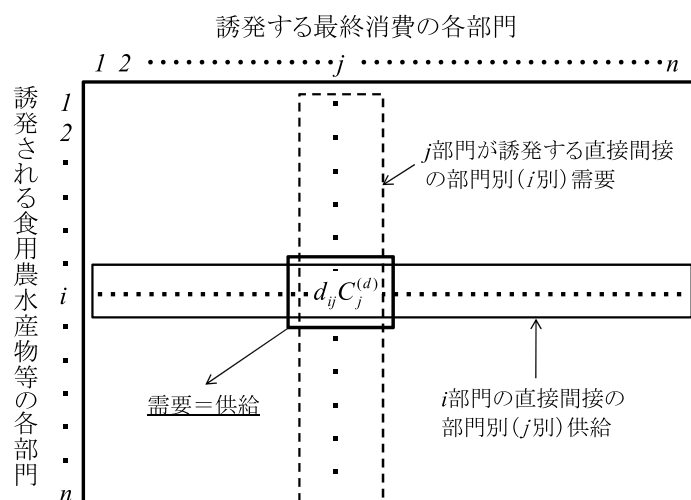 誘発する最終消費の各部門
1 2 ・・・・・・・・・・・・・・・・・ j ・・・・・・・・・・・・・・・・・・・・・・・・・ n
誘発される食用農水産物等の各部門
1
2
i
n
j部門が誘発する直接間接
の部門別(i別)需要
d_{ij}C_j^{(d)}
需要=供給
i部門の直接間接の
部門別(j別)供給